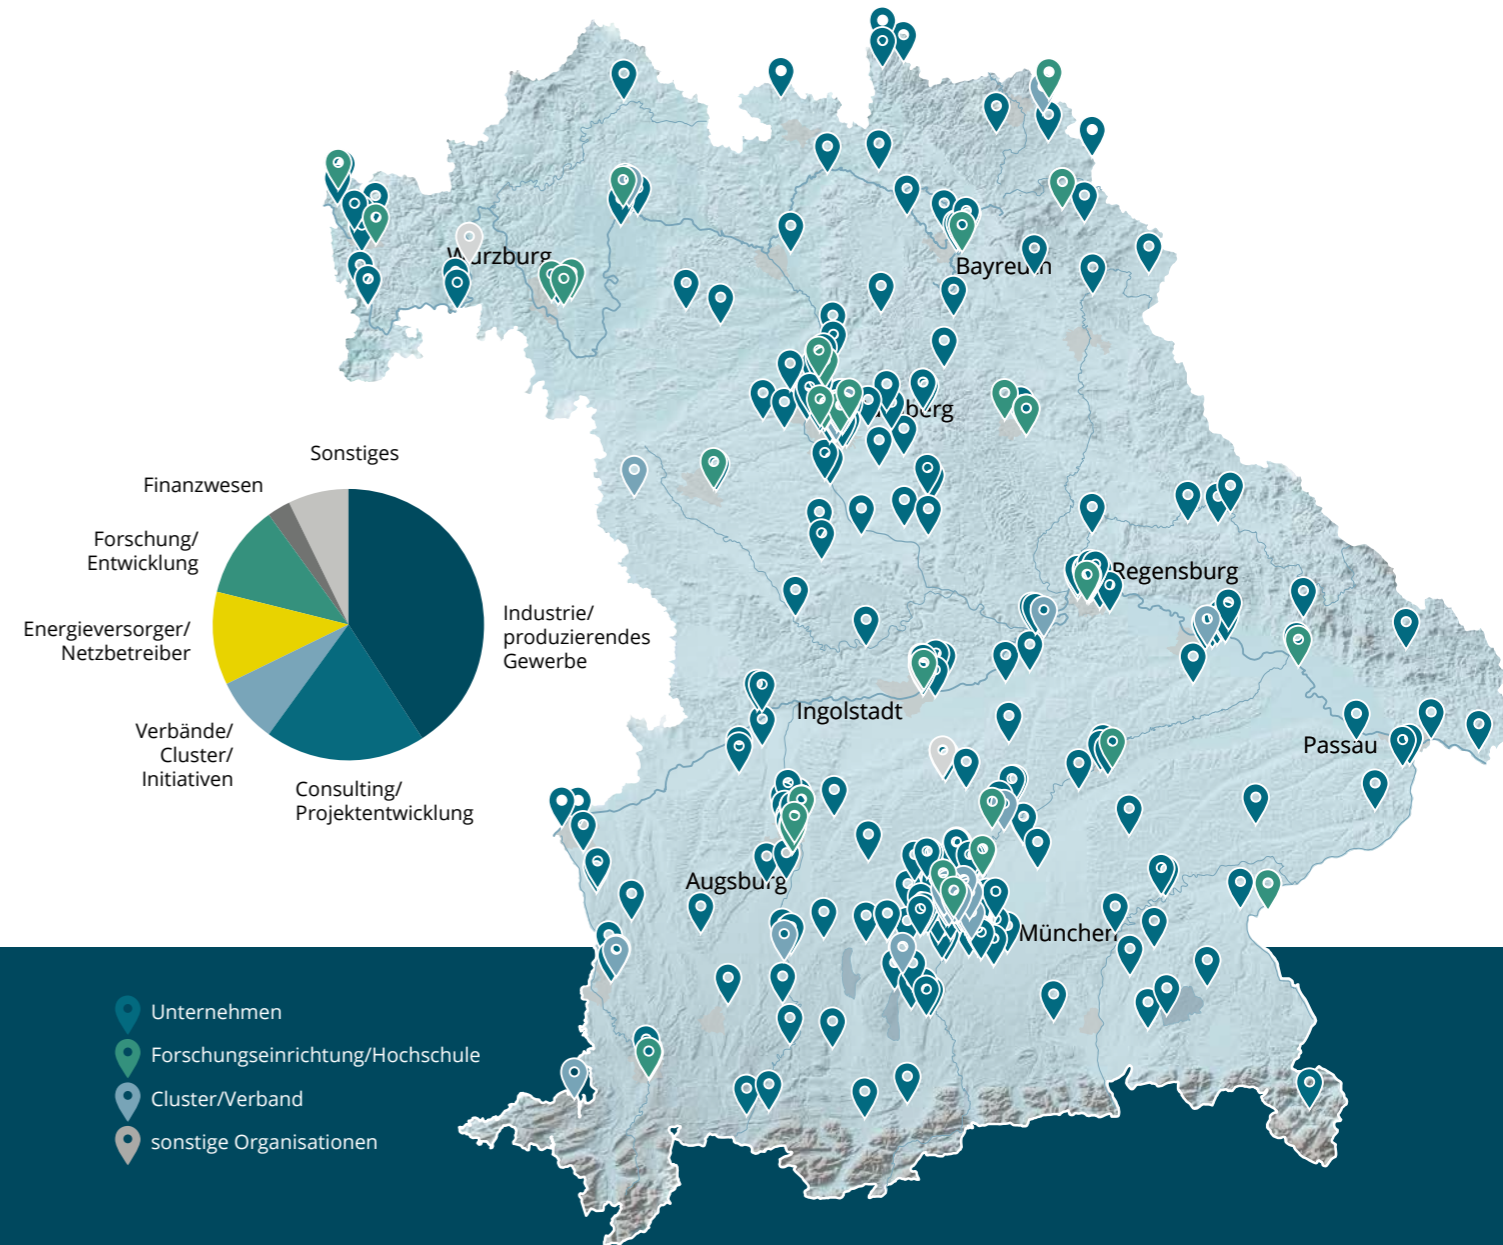 Würzburg
Bayreuth
berg
Sonstiges
Finanzwesen
Forschung/
Entwicklung
Energieversorger/
Netzbetreiber
Industrie/
produzierendes
Gewerbe
Verbände/
Cluster/
Initiativen
Consulting/
Projektentwicklung
Regensburg
Ingolstadt
Passau
Augsburg
München
Unternehmen
Forschungseinrichtung/Hochschule
Cluster/Verband
sonstige Organisationen